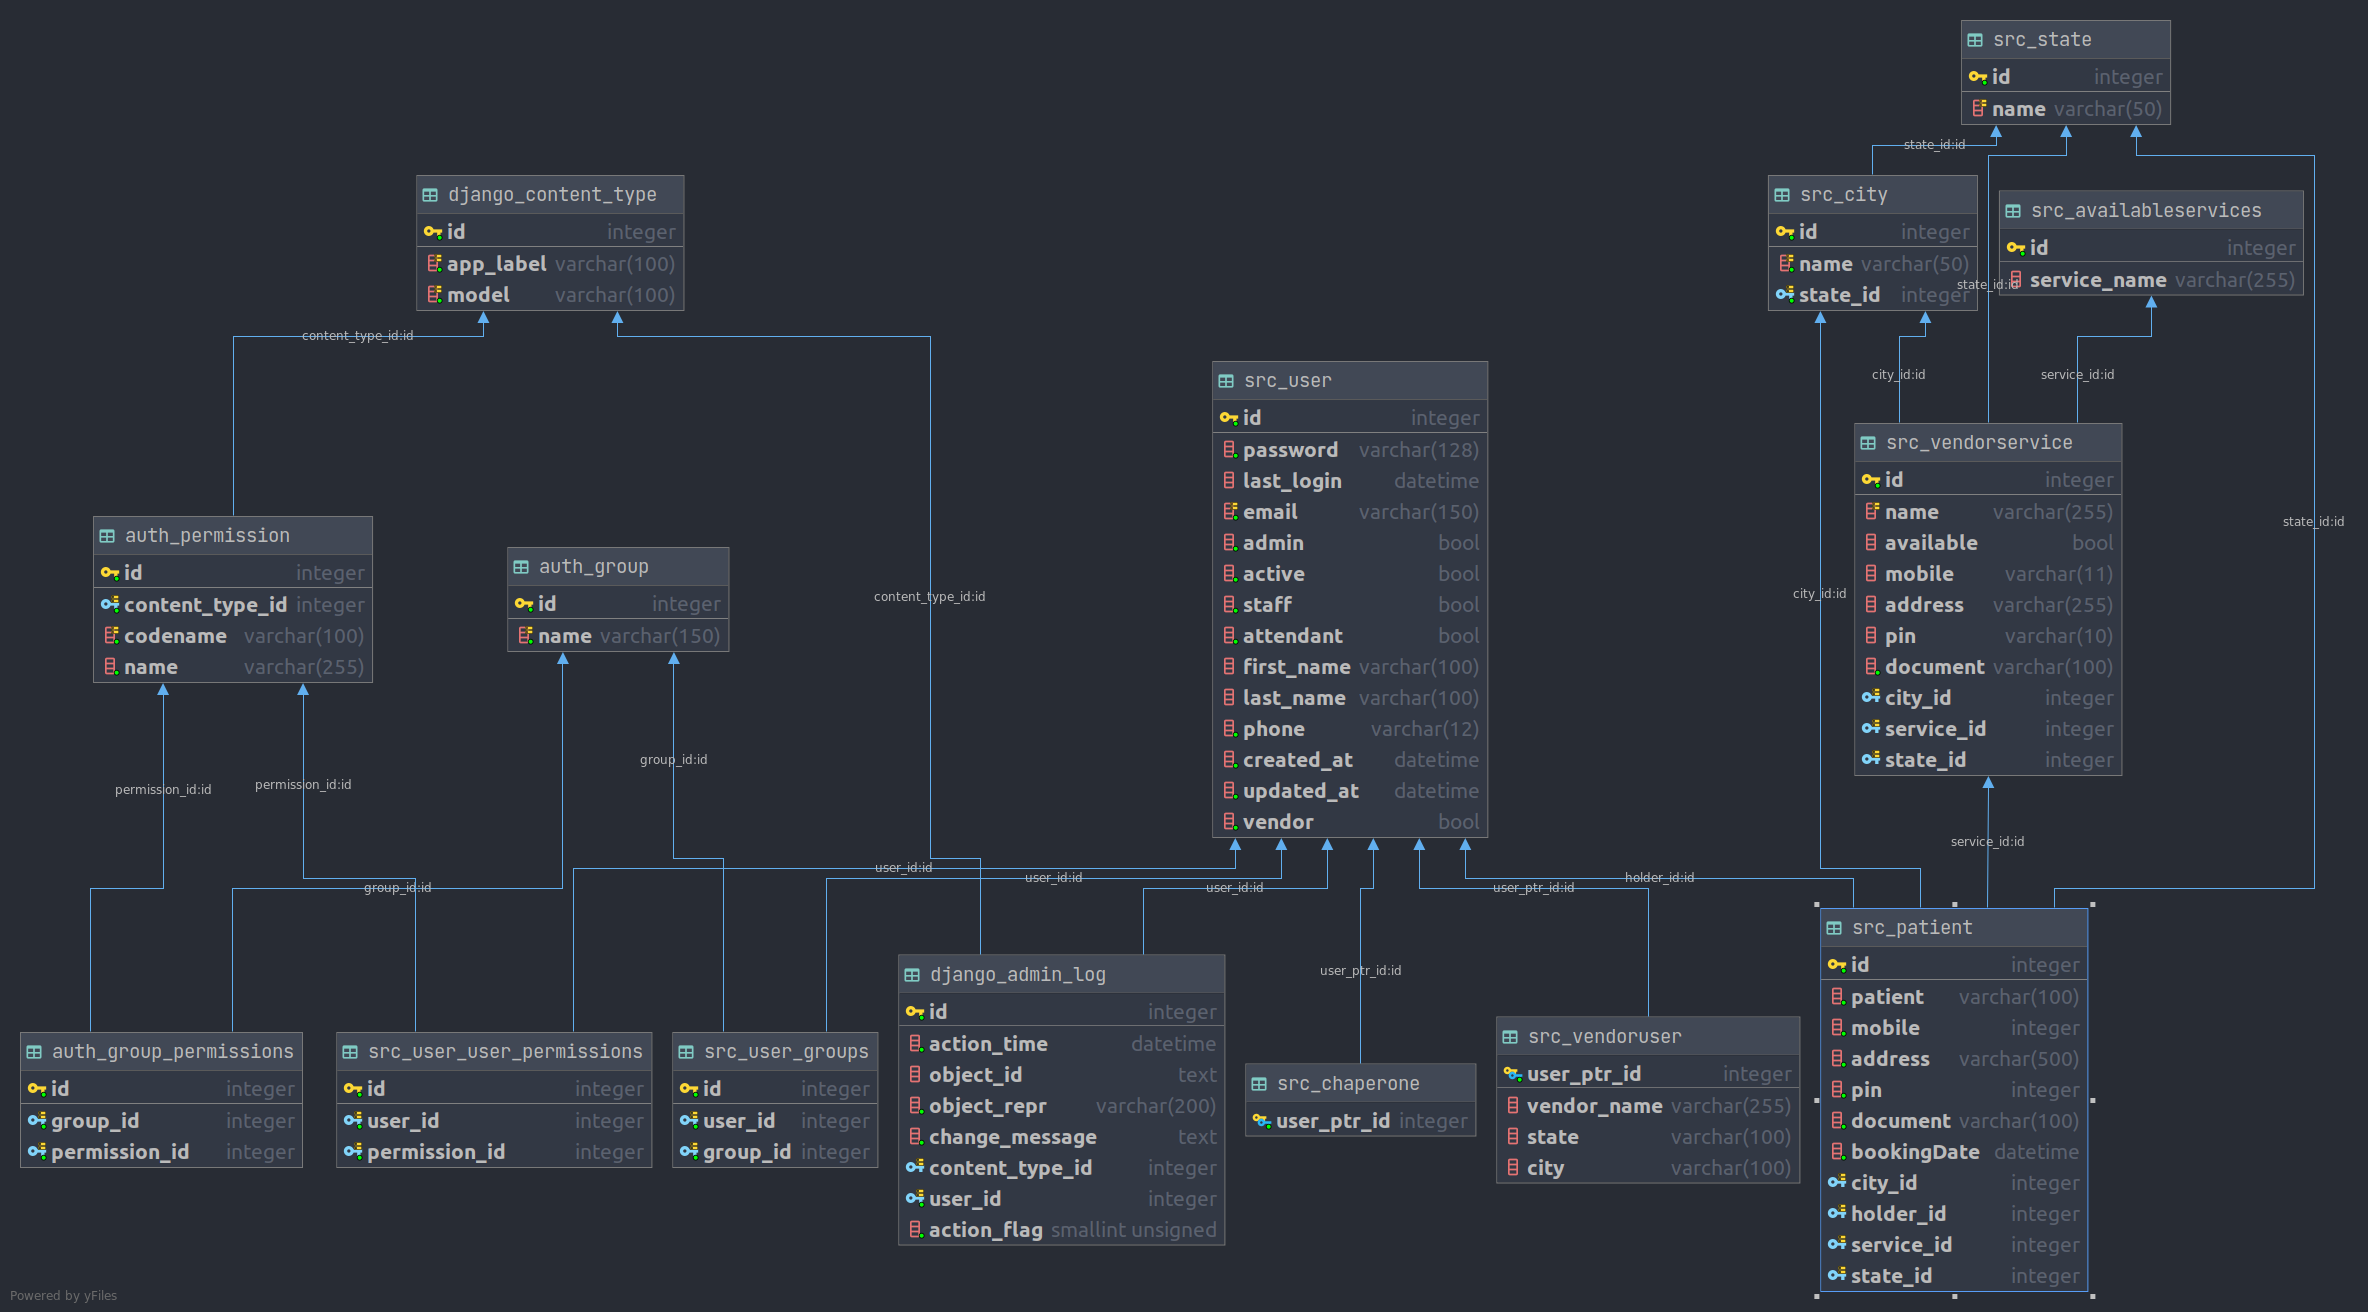 src_state
id integer
name varchar(50)
state_id:id
django_content_type
id integer
app_label varchar(100)
model varchar(100)
content_type_id:id
src_city
id integer
name varchar(50)
state_id integer
state_id:id
src_availableservices
id integer
service_name varchar(255)
city_id:id
service_id:id
src_user
id integer
password varchar(128)
last_login datetime
email varchar(150)
admin bool
active bool
staff bool
attendant bool
first_name varchar(100)
last_name varchar(100)
phone varchar(12)
created_at datetime
updated_at datetime
vendor bool
src_vendorservice
id integer
name varchar(255)
available bool
mobile varchar(11)
address varchar(255)
pin varchar(10)
document varchar(100)
city_id integer
service_id integer
state_id integer
state_id:id
auth_permission
id integer
content_type_id integer
codename varchar(100)
name varchar(255)
auth_group
id integer
name varchar(150)
content_type_id:id
city_id:id
permission_id:id
permission_id:id
group_id:id
service_id:id
group_id:id
user_id:id
user_id:id
user_id:id
user_ptr_id:id
holder_id:id
user_ptr_id:id
auth_group_permissions
id integer
group_id integer
permission_id integer
src_user_user_permissions
id integer
user_id integer
permission_id integer
src_user_groups
id integer
user_id integer
group_id integer
django_admin_log
id integer
action_time datetime
object_id text
object_repr varchar(200)
change_message text
content_type_id integer
user_id integer
action_flag smallint unsigned
src_chaperone
user_ptr_id integer
src_vendoruser
user_ptr_id integer
vendor_name varchar(255)
state varchar(100)
city varchar(100)
src_patient
id integer
patient varchar(100)
mobile integer
address varchar(500)
pin integer
document varchar(100)
bookingDate datetime
city_id integer
holder_id integer
service_id integer
state_id integer
Powered by yFiles